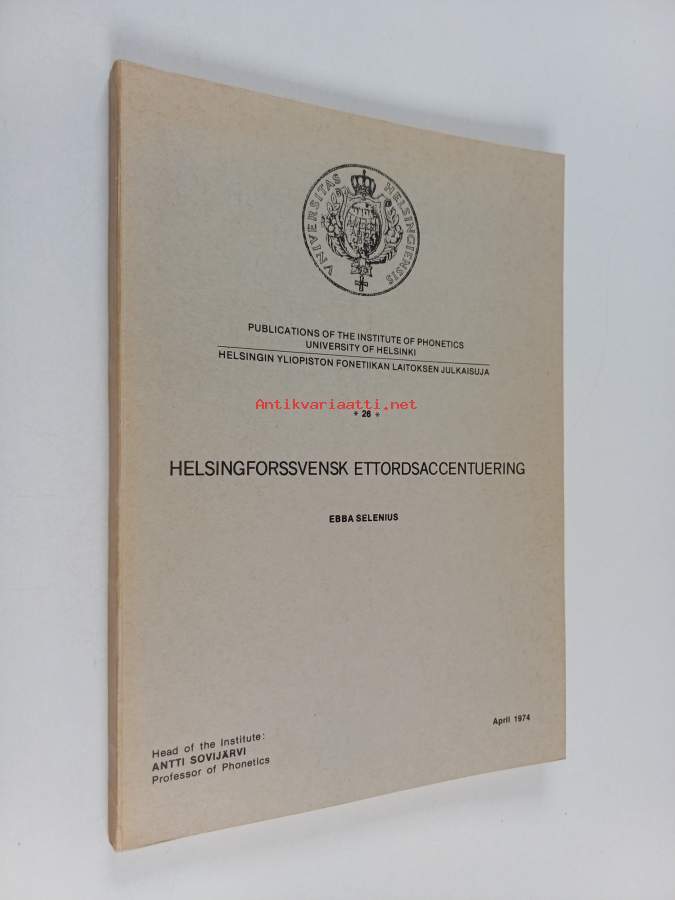 VNIVERSITAS HELSINGIENSIS
PUBLICATIONS OF THE INSTITUTE OF PHONETICS
UNIVERSITY OF HELSINKI
HELSINGIN YLIOPISTON FONETIIKAN LAITOKSEN JULKAISUJA
Antikvariaatti.net
* 26 *
HELSINGFORSSVENSK ETTORDSACCENTUERING
EBBA SELENIUS
April 1974
Head of the Institute:
ANTTI SOVIJÄRVI
Professor of Phonetics